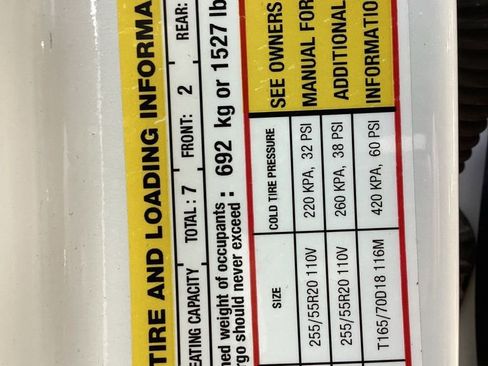 TIRE AND LOADING INFORMA
EATING CAPACITY TOTAL: 7 FRONT: 2 REAR:
ned weight of occupants
rgo should never exceed : 692 kg or 1527 lb
SIZE COLD TIRE PRESSURE SEE OWNERS
255/55R20 110V 220 KPA, 32 PSI MANUAL FOR
255/55R20 110V 260 KPA, 38 PSI ADDITIONAL
T165/70D18 116M 420 KPA, 60 PSI INFORMATION